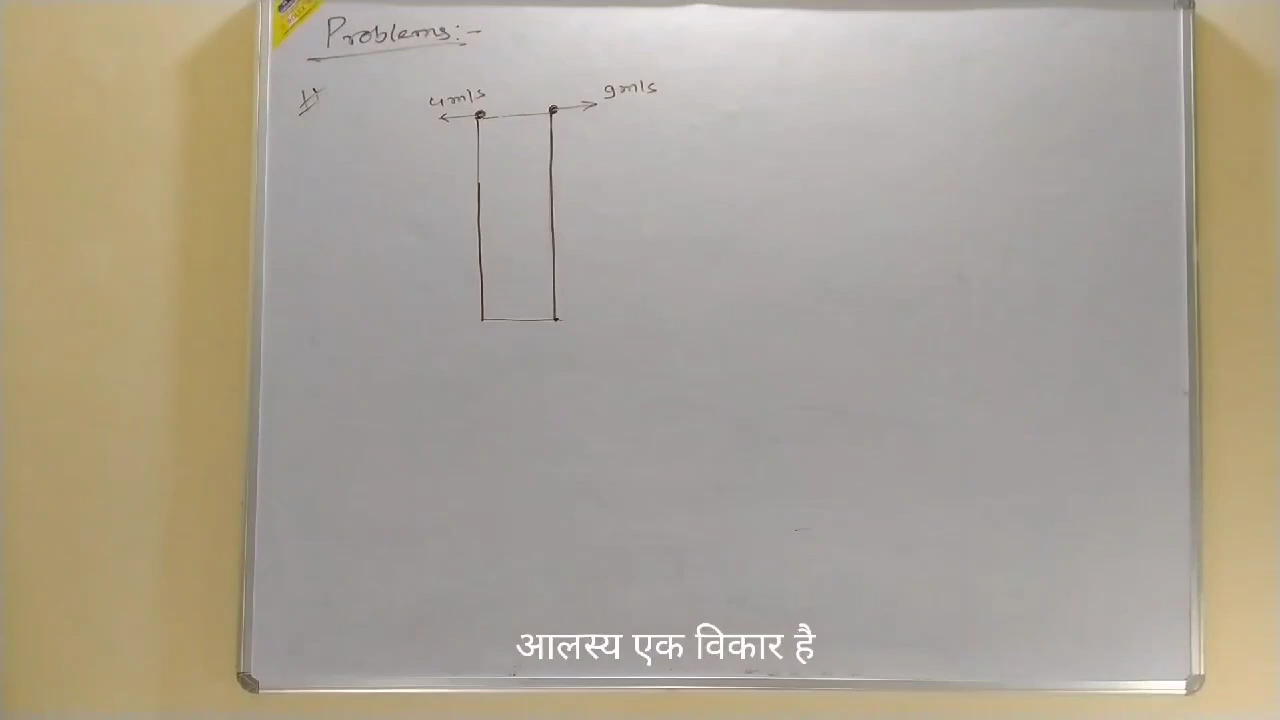 Problems:-
1)
4m/s
9m/s
आलस्य एक विकार है